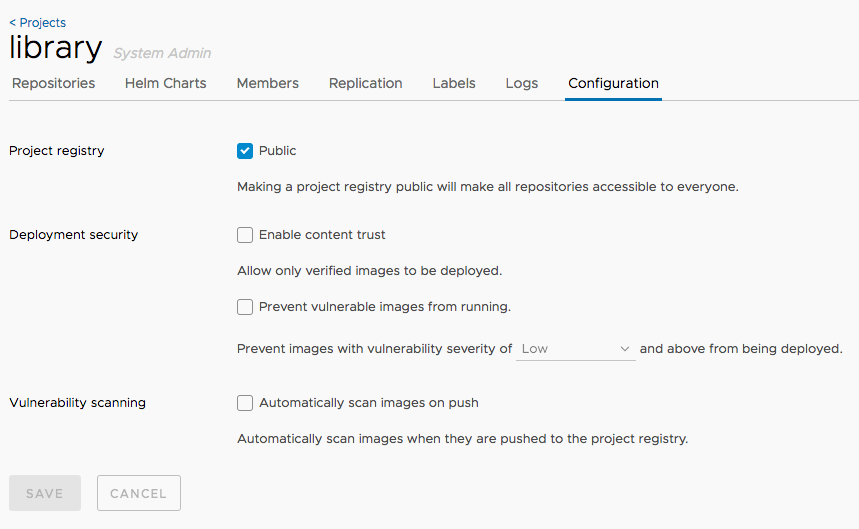 < Projects
library System Admin
Repositories Helm Charts Members Replication Labels Logs Configuration
Project registry Public
Making a project registry public will make all repositories accessible to everyone.
Deployment security Enable content trust
Allow only verified images to be deployed.
Prevent vulnerable images from running.
Prevent images with vulnerability severity of Low and above from being deployed.
Vulnerability scanning Automatically scan images on push
Automatically scan images when they are pushed to the project registry.
SAVE CANCEL